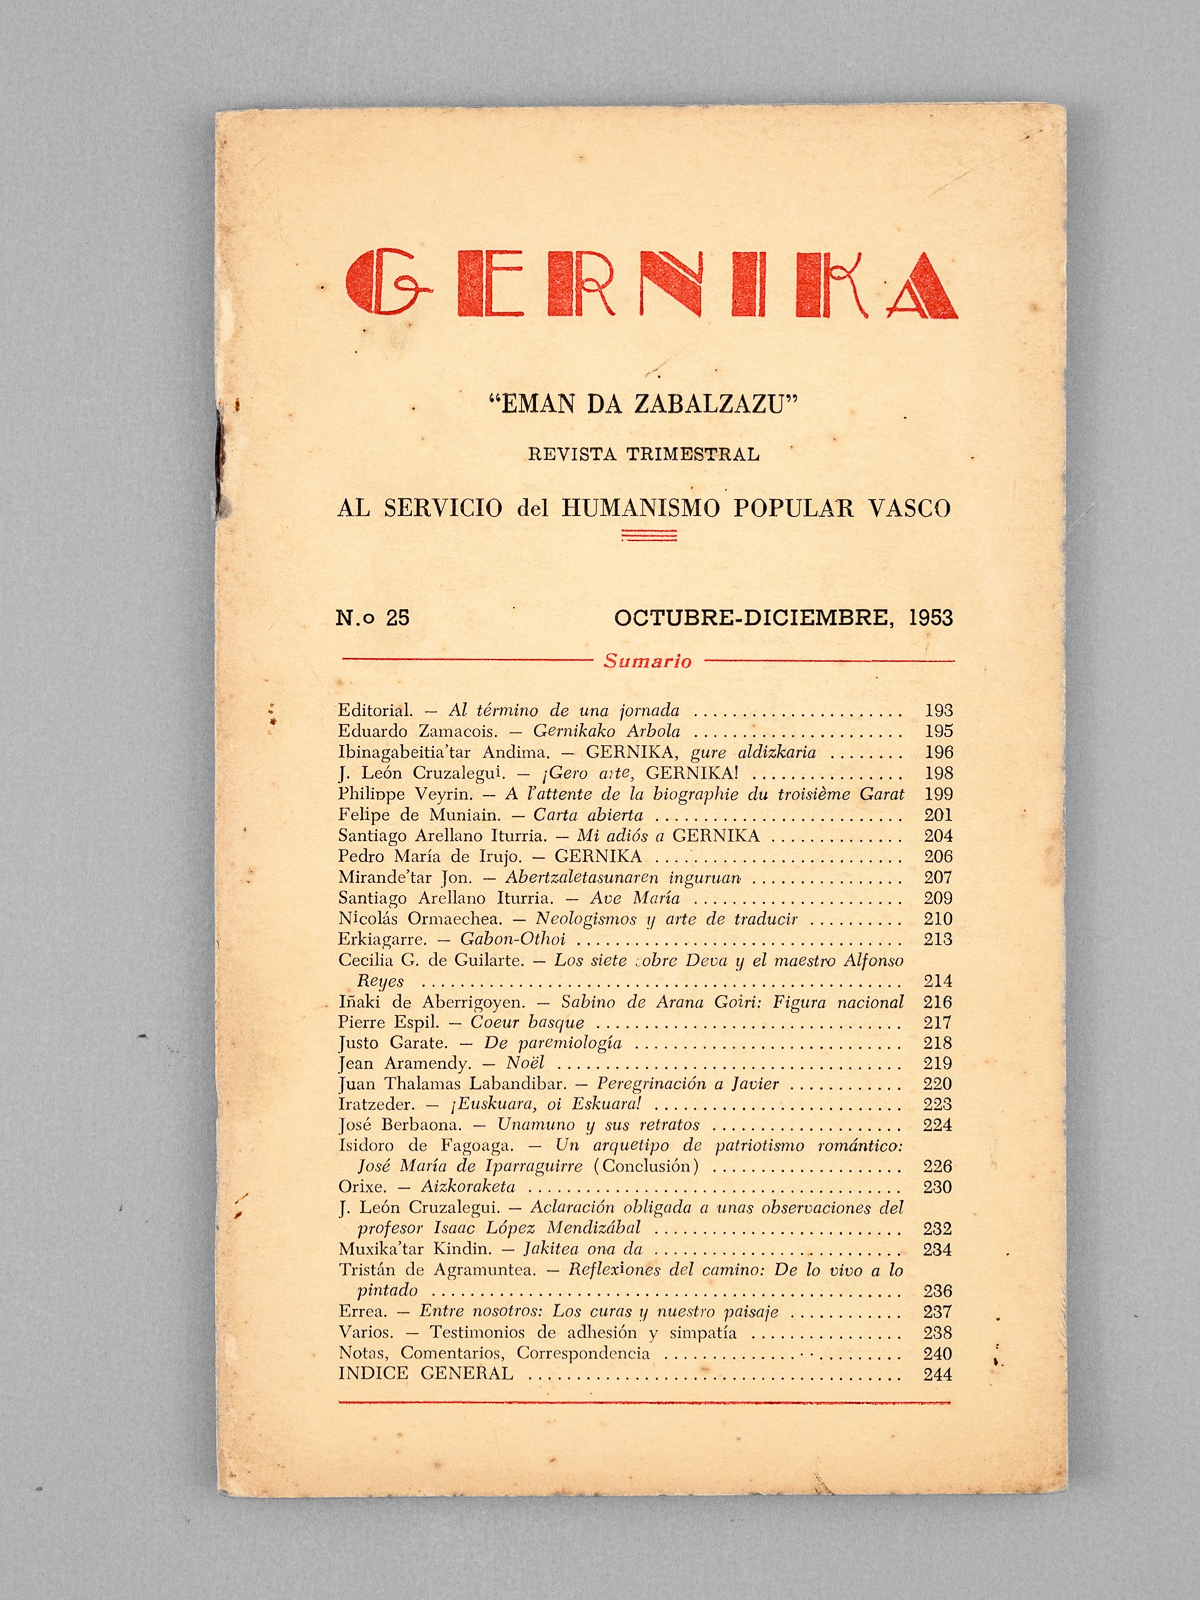 GERNIKA
“EMAN DA ZABALZAZU”
REVISTA TRIMESTRAL
AL SERVICIO del HUMANISMO POPULAR VASCO
N.o 25 OCTUBRE-DICIEMBRE, 1953
Sumario
Editorial. — Al término de una jornada ..................... 193
Eduardo Zamacois. — Gernikako Arbola ..................... 195
Ibinagabeitia'tar Andima. — GERNIKA, gure aldizkaria ........ 196
J. León Cruzalegui. — ¡Gero arte, GERNIKA! ................ 198
Philippe Veyrin. — A l'attente de la biographie du troisième Garat 199
Felipe de Muniain. — Carta abierta ......................... 201
Santiago Arellano Iturria. — Mi adiós a GERNIKA ............. 204
Pedro María de Irujo. — GERNIKA ......................... 206
Mirande'tar Jon. — Abertzaletasunaren inguruan ................ 207
Santiago Arellano Iturria. — Ave María ..................... 209
Nicolás Ormaechea. — Neologismos y arte de traducir .......... 210
Erkiagarre. — Gabon-Othoi ................................. 213
Cecilia G. de Guilarte. — Los siete sobre Deva y el maestro Alfonso
Reyes ................................................ 214
Iñaki de Aberrigoyen. — Sabino de Arana Goiri: Figura nacional 216
Pierre Espil. — Coeur basque ............................... 217
Justo Garate. — De paremiología ........................... 218
Jean Aramendy. — Noël ................................... 219
Juan Thalamas Labandibar. — Peregrinación a Javier ............ 220
Iratzeder. — ¡Euskuara, oi Eskuara! ......................... 223
José Berbaona. — Unamuno y sus retratos ................... 224
Isidoro de Fagoaga. — Un arquetipo de patriotismo romántico:
José María de Iparraguirre (Conclusión) ................... 226
Orixe. — Aizkoraketa ...................................... 230
J. León Cruzalegui. — Aclaración obligada a unas observaciones del
profesor Isaac López Mendizábal ......................... 232
Muxika'tar Kindin. — Jakitea ona da ......................... 234
Tristán de Agramuntea. — Reflexiones del camino: De lo vivo a lo
pintado ............................................... 236
Errea. — Entre nosotros: Los curas y nuestro paisaje ............ 237
Varios. — Testimonios de adhesión y simpatía ................ 238
Notas, Comentarios, Correspondencia ........................ 240
INDICE GENERAL ...................................... 244